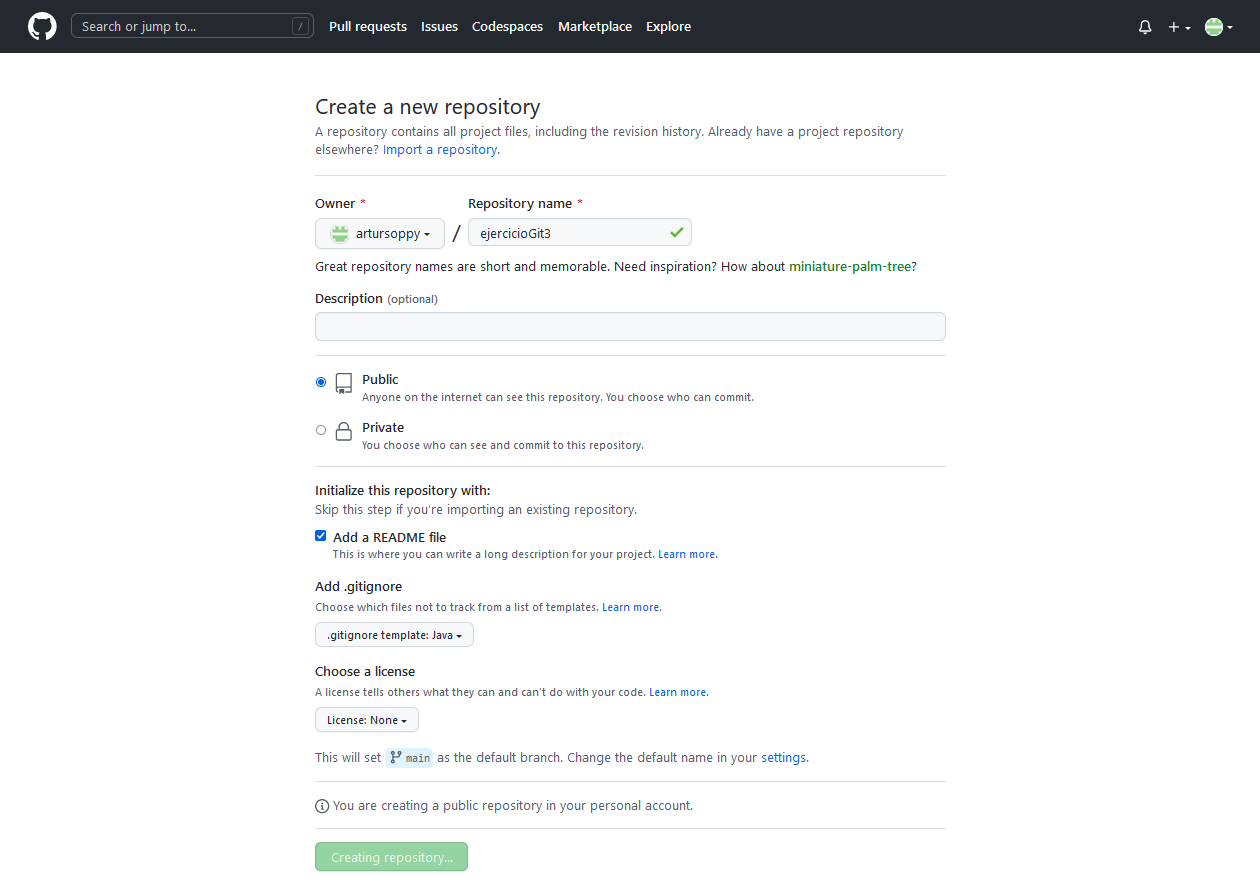 Search or jump to... /
Pull requests Issues Codespaces Marketplace Explore
Create a new repository
A repository contains all project files, including the revision history. Already have a project repository
elsewhere? Import a repository.
Owner * Repository name *
artursoppy / ejercicioGit3
Great repository names are short and memorable. Need inspiration? How about miniature-palm-tree?
Description (optional)
Public
Anyone on the internet can see this repository. You choose who can commit.
Private
You choose who can see and commit to this repository.
Initialize this repository with:
Skip this step if you're importing an existing repository.
Add a README file
This is where you can write a long description for your project. Learn more.
Add .gitignore
Choose which files not to track from a list of templates. Learn more.
.gitignore template: Java
Choose a license
A license tells others what they can and can't do with your code. Learn more.
License: None
This will set main as the default branch. Change the default name in your settings.
You are creating a public repository in your personal account.
Creating repository...